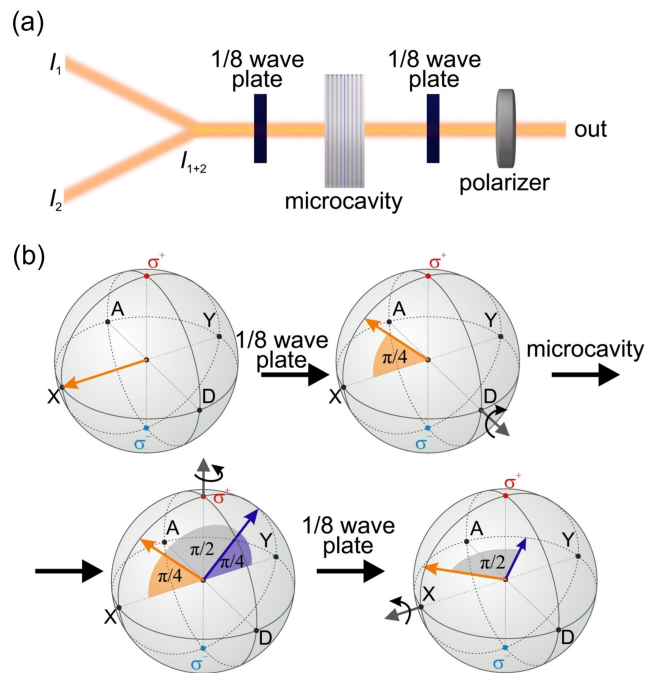 (a)
I1
1/8 wave
plate
1/8 wave
plate
out
I1+2
polarizer
I2
microcavity
(b)
σ+
A
Y
X
D
σ-
1/8 wave
plate
σ+
A
Y
π/4
X
D
σ-
microcavity
σ+
A
Y
π/2
π/4
π/4
X
D
σ-
1/8 wave
plate
σ+
A
Y
π/2
X
D
σ-